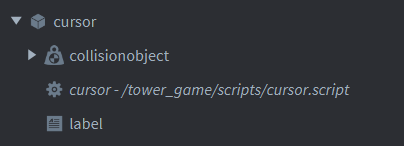 cursor
collisionobject
cursor - /tower_game/scripts/cursor.script
label